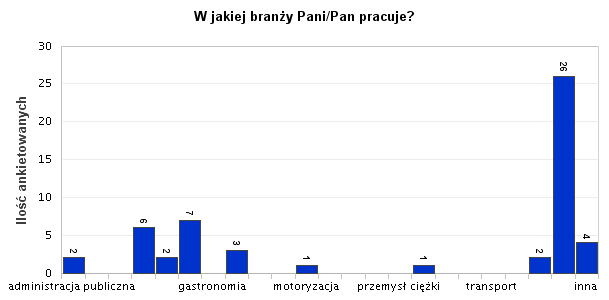 W jakiej branży Pani/Pan pracuje?
Ilość ankietowanych
30
25
20
15
10
5
0
2
6
2
7
3
1
1
2
26
4
administracja publiczna
gastronomia
motoryzacja
przemysł ciężki
transport
inna